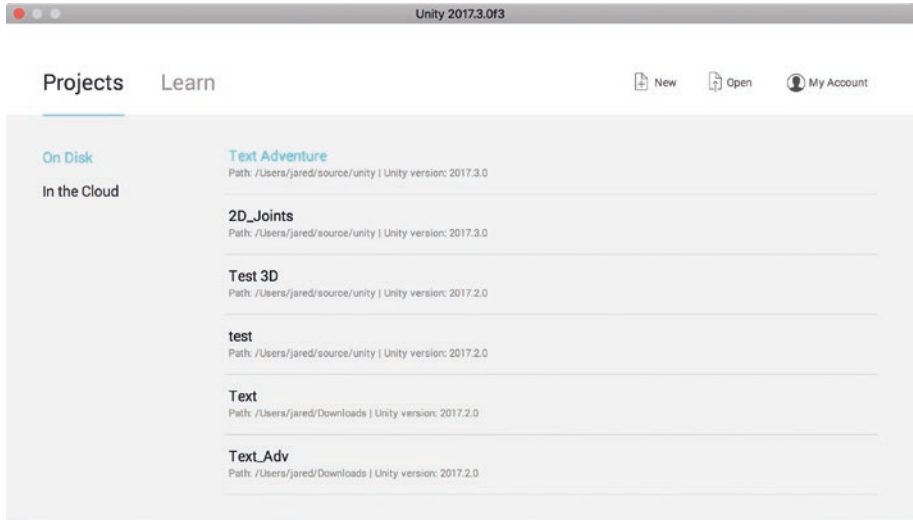 Unity 2017.3.0f3
Projects Learn New Open My Account
On Disk
In the Cloud
Text Adventure
Path: /Users/jared/source/unity | Unity version: 2017.3.0
2D_Joints
Path: /Users/jared/source/unity | Unity version: 2017.3.0
Test 3D
Path: /Users/jared/source/unity | Unity version: 2017.2.0
test
Path: /Users/jared/source/unity | Unity version: 2017.2.0
Text
Path: /Users/jared/Downloads | Unity version: 2017.2.0
Text_Adv
Path: /Users/jared/Downloads | Unity version: 2017.2.0